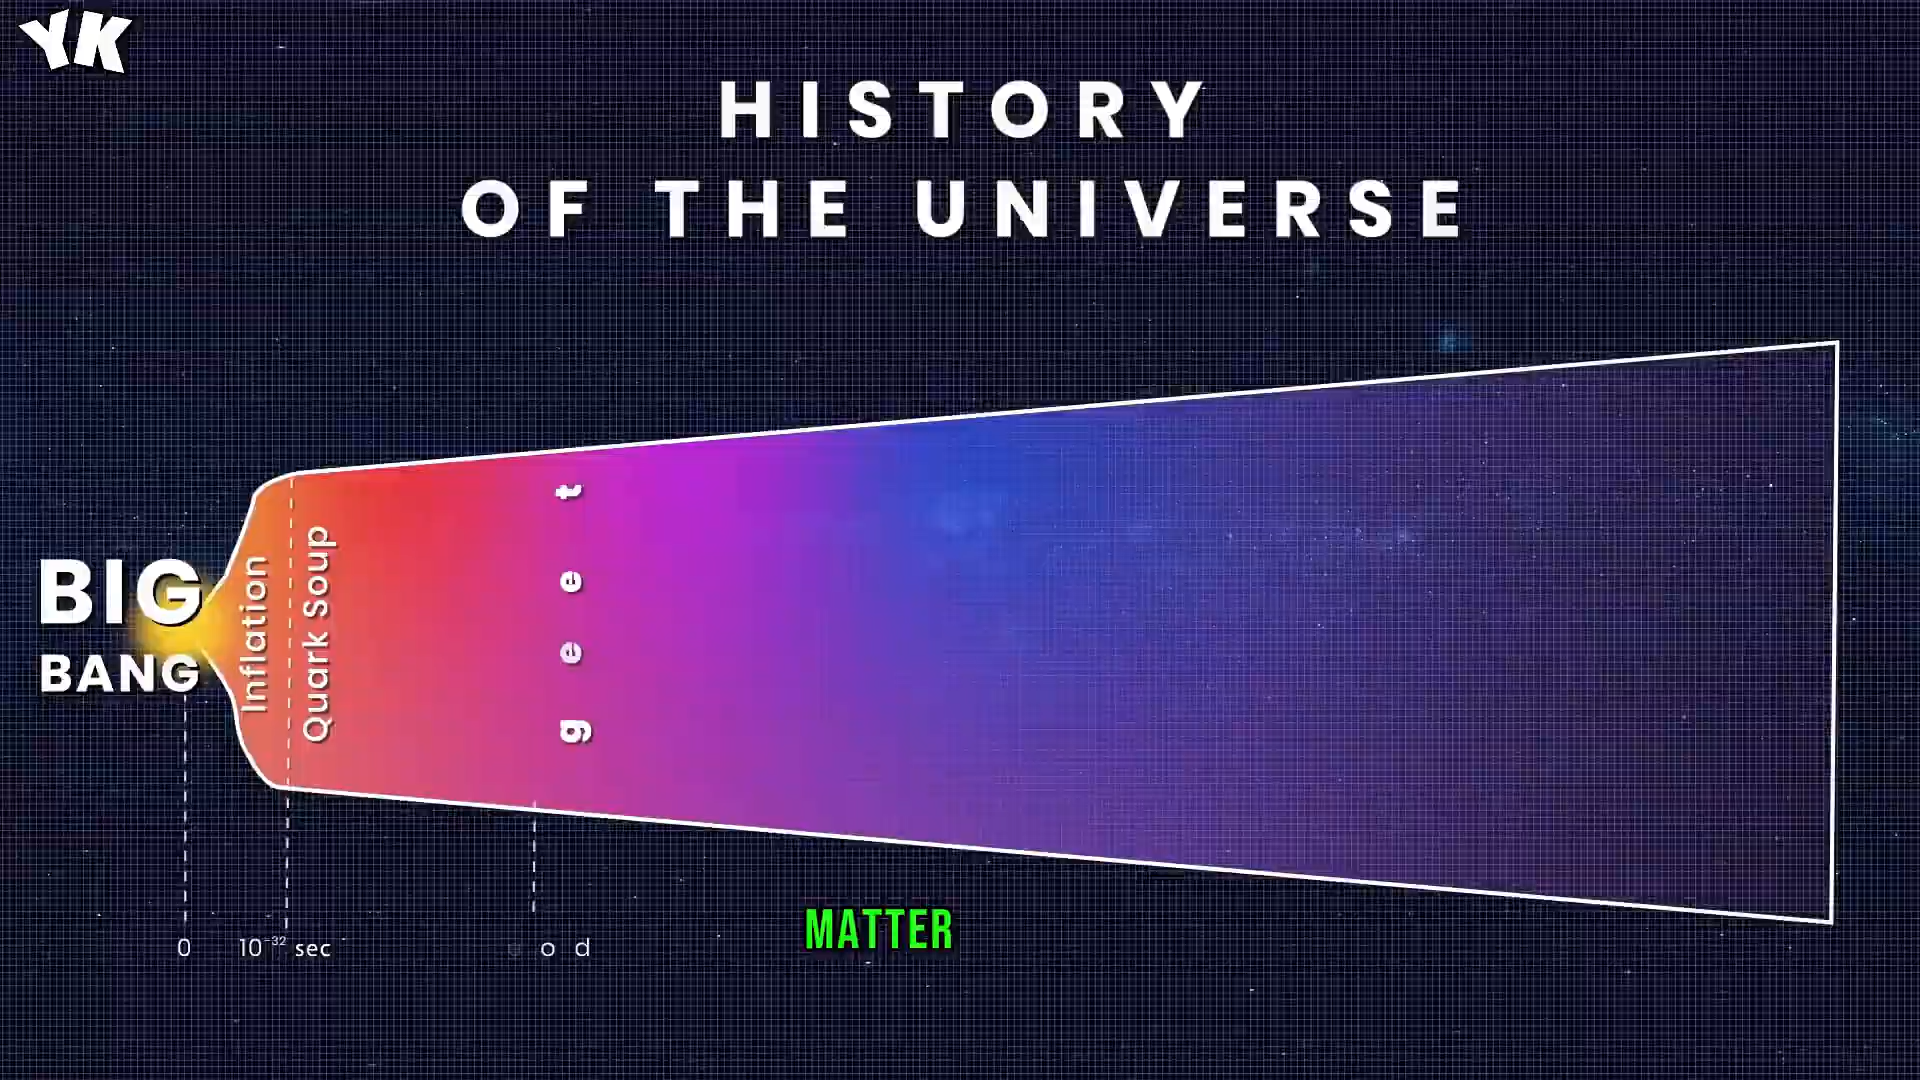 YK
HISTORY
OF THE UNIVERSE
BIG
BANG
Inflation
Quark Soup
0
10⁻³² sec
MATTER